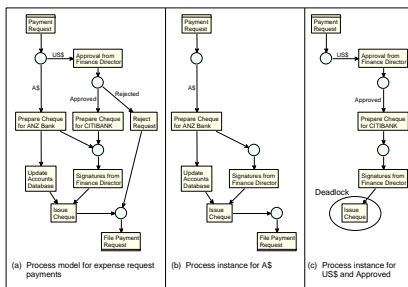 Payment
Request
US$
Approval from
Finance Director
A$
Approved
Rejected
Prepare Cheque
for ANZ Bank
Prepare Cheque
for CITIBANK
Reject
Request
Update
Accounts
Database
Signatures from
Finance Director
Issue
Cheque
File Payment
Request
(a) Process model for expense request
payments
Payment
Request
A$
Prepare Cheque
for ANZ Bank
Update
Accounts
Database
Signatures from
Finance Director
Issue
Cheque
File Payment
Request
(b) Process instance for A$
Payment
Request
US$
Approval from
Finance Director
Approved
Prepare Cheque
for CITIBANK
Signatures from
Finance Director
Deadlock
Issue
Cheque
(c) Process instance for
US$ and Approved